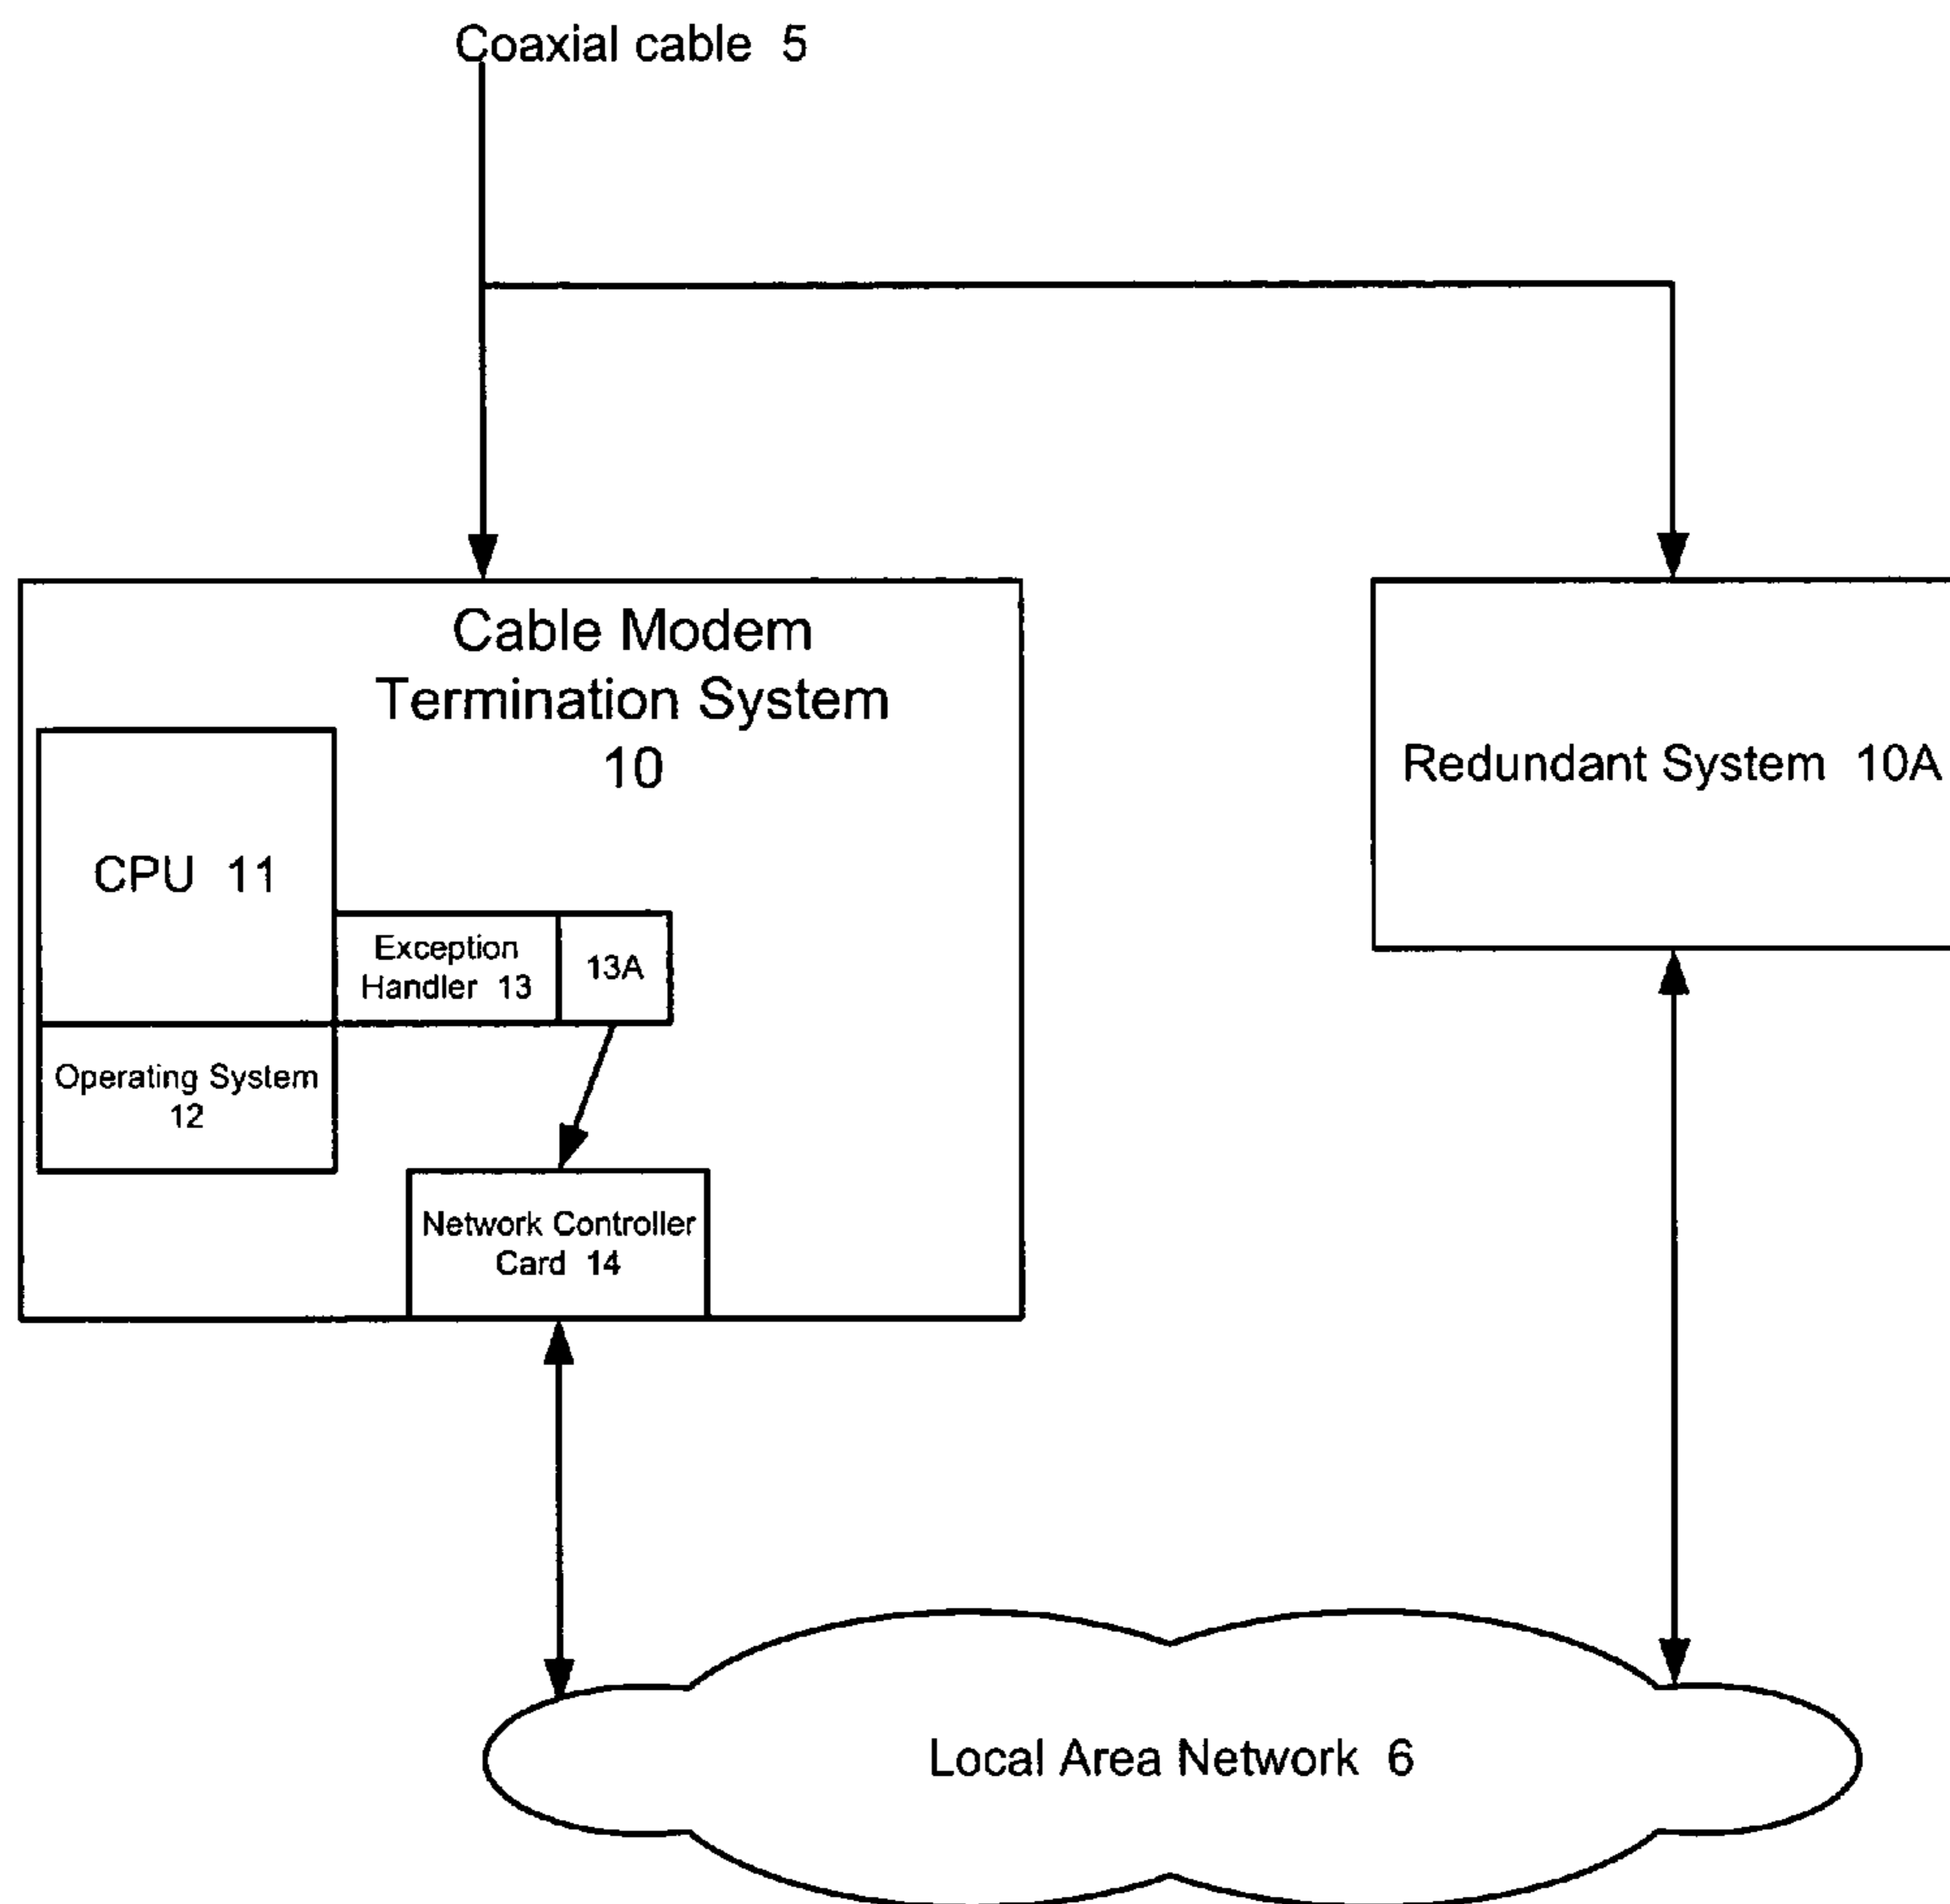 Coaxial cable 5
Cable Modem
Termination System
10
Redundant System 10A
CPU 11
Exception
Handler 13
13A
Operating System
12
Network Controller
Card 14
Local Area Network 6